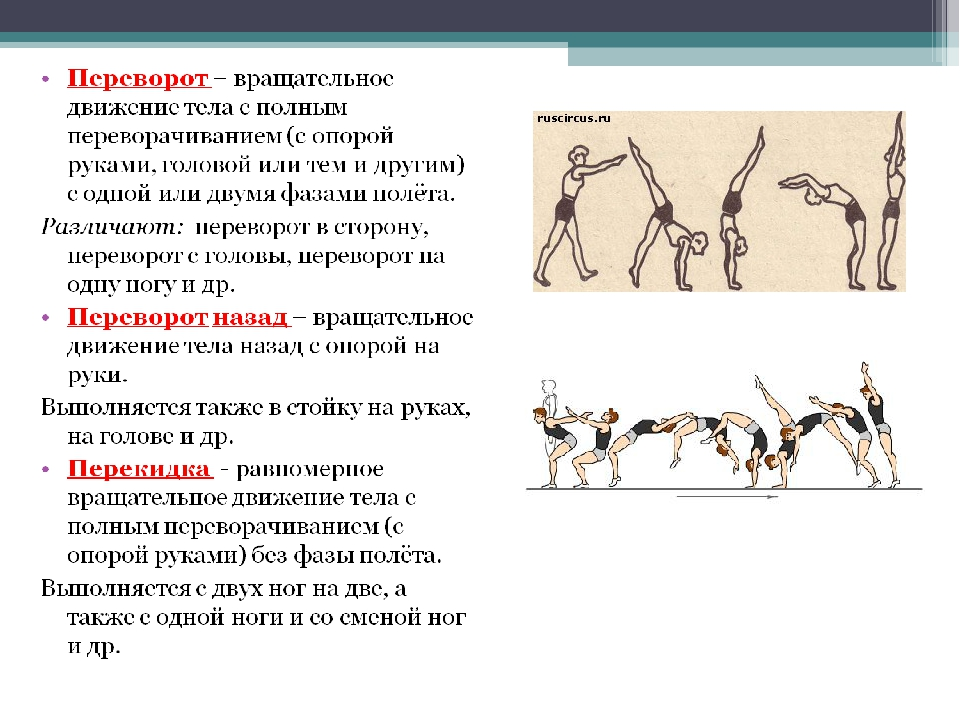 • Переворот – вращательное
движение тела с полным
переворачиванием (с опорой
руками, головой или тем и другим)
с одной или двумя фазами полёта.
Различают: переворот в сторону,
переворот с головы, переворот на
одну ногу и др.
• Переворот назад – вращательное
движение тела назад с опорой на
руки.
Выполняется также в стойку на руках,
на голове и др.
• Перекидка - равномерное
вращательное движение тела с
полным переворачиванием (с
опорой руками) без фазы полёта.
Выполняется с двух ног на две, а
также с одной ноги и со сменой ног
и др.
ruscircus.ru